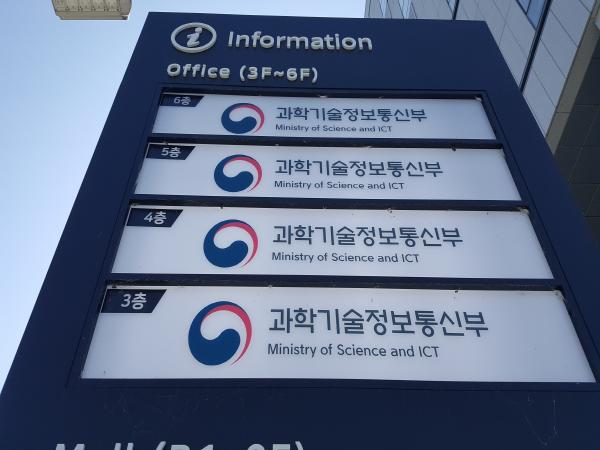 i Information
Office (3F~6F)
6층
과학기술정보통신부
Ministry of Science and ICT
5층
과학기술정보통신부
Ministry of Science and ICT
4층
과학기술정보통신부
Ministry of Science and ICT
3층
과학기술정보통신부
Ministry of Science and ICT